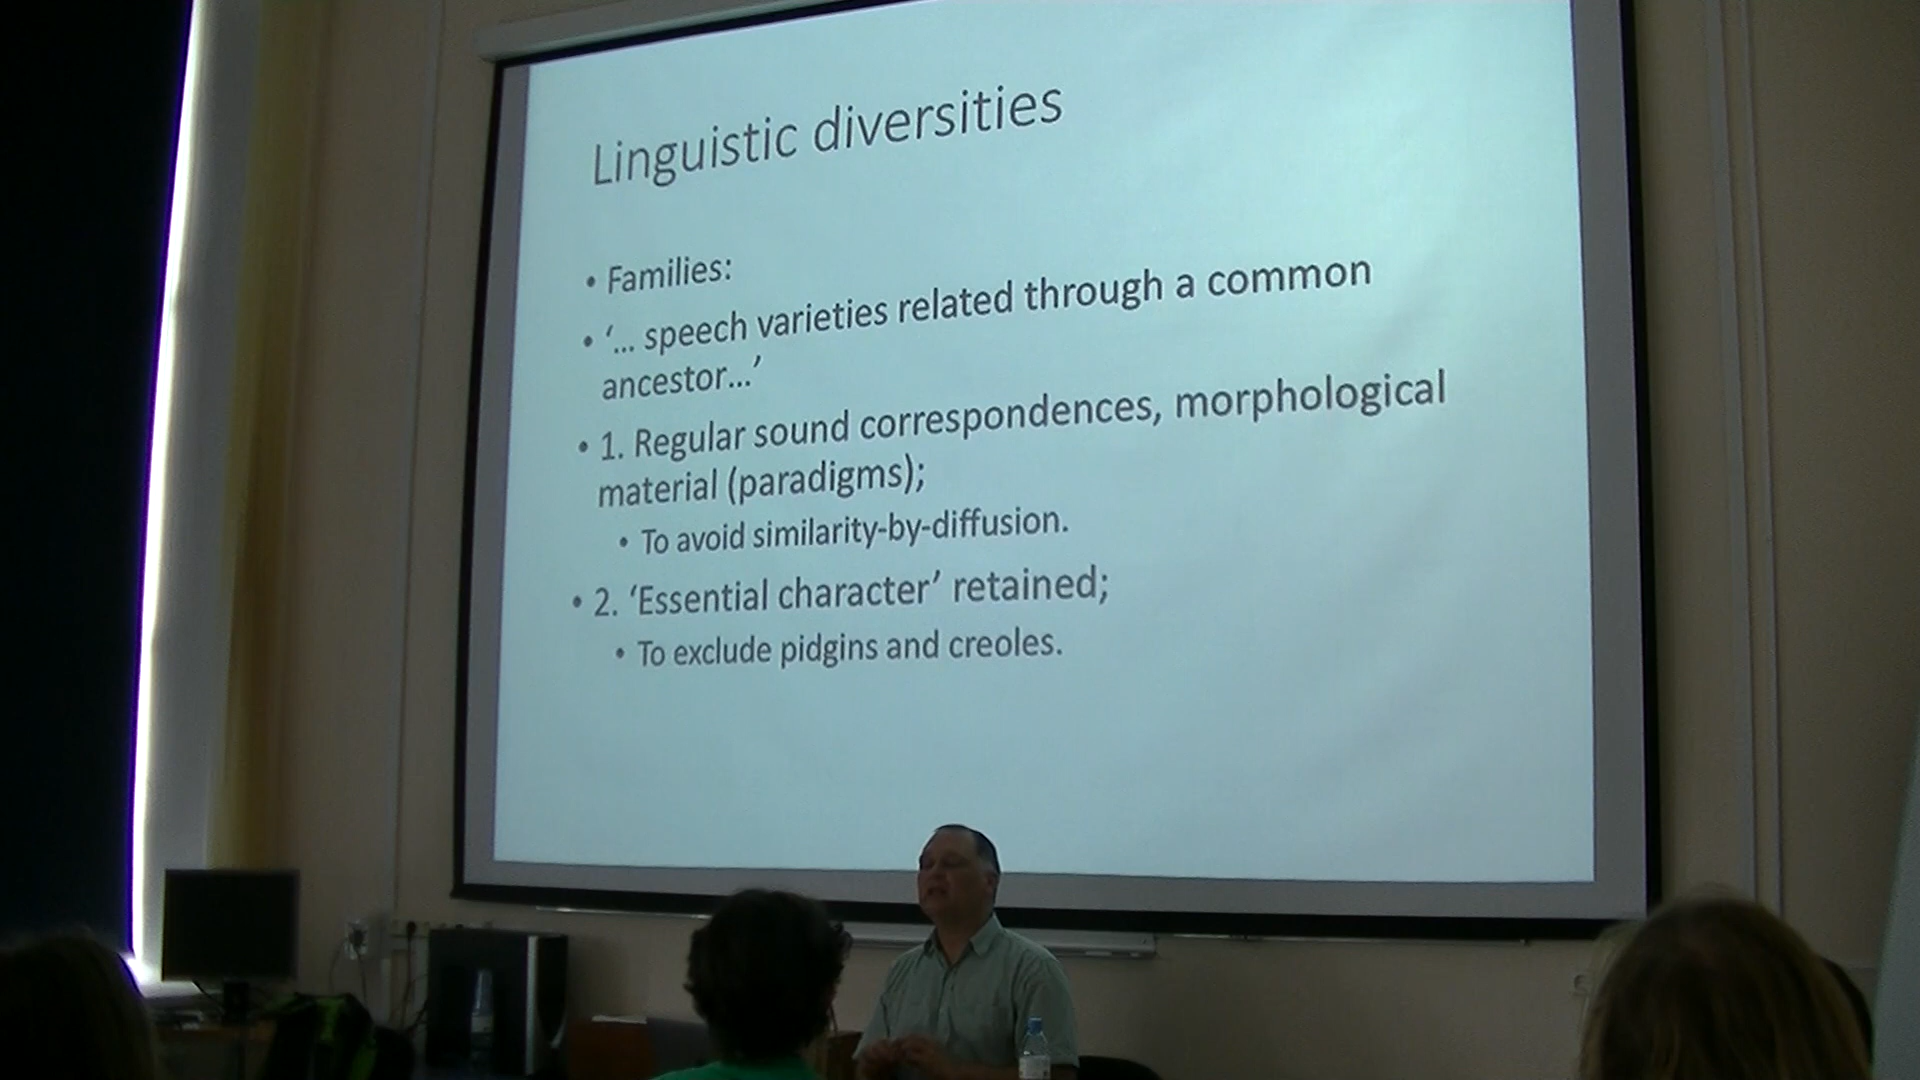 Linguistic diversities
• Families:
• ‘... speech varieties related through a common
ancestor...’
• 1. Regular sound correspondences, morphological
material (paradigms);
• To avoid similarity-by-diffusion.
• 2. ‘Essential character’ retained;
• To exclude pidgins and creoles.